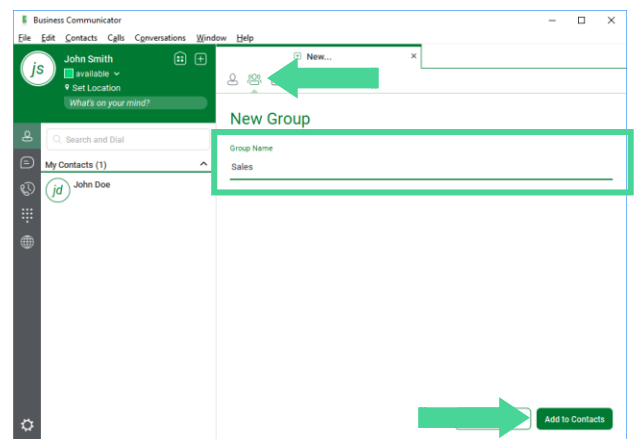 Business Communicator
File Edit Contacts Calls Conversations Window Help
John Smith
js
available
Set Location
What's on your mind?
New...
New Group
Search and Dial
Group Name
Sales
My Contacts (1)
jd
John Doe
Add to Contacts